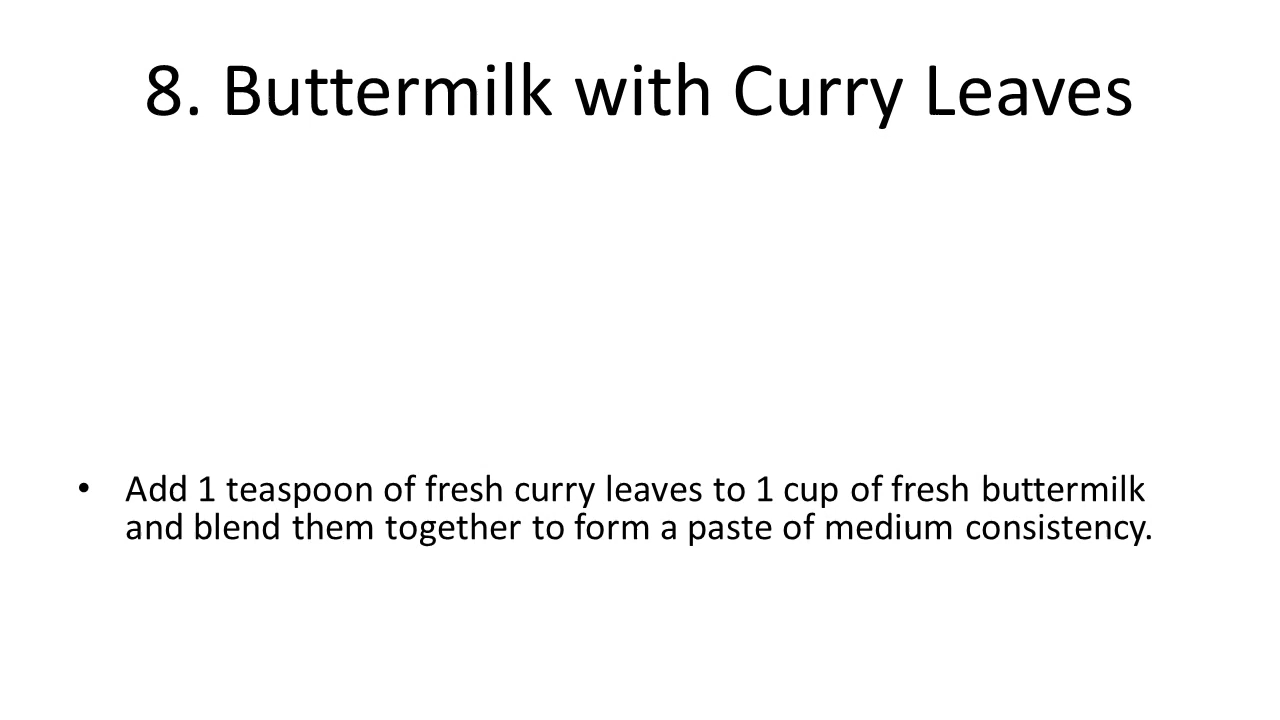 8. Buttermilk with Curry Leaves
• Add 1 teaspoon of fresh curry leaves to 1 cup of fresh buttermilk
and blend them together to form a paste of medium consistency.